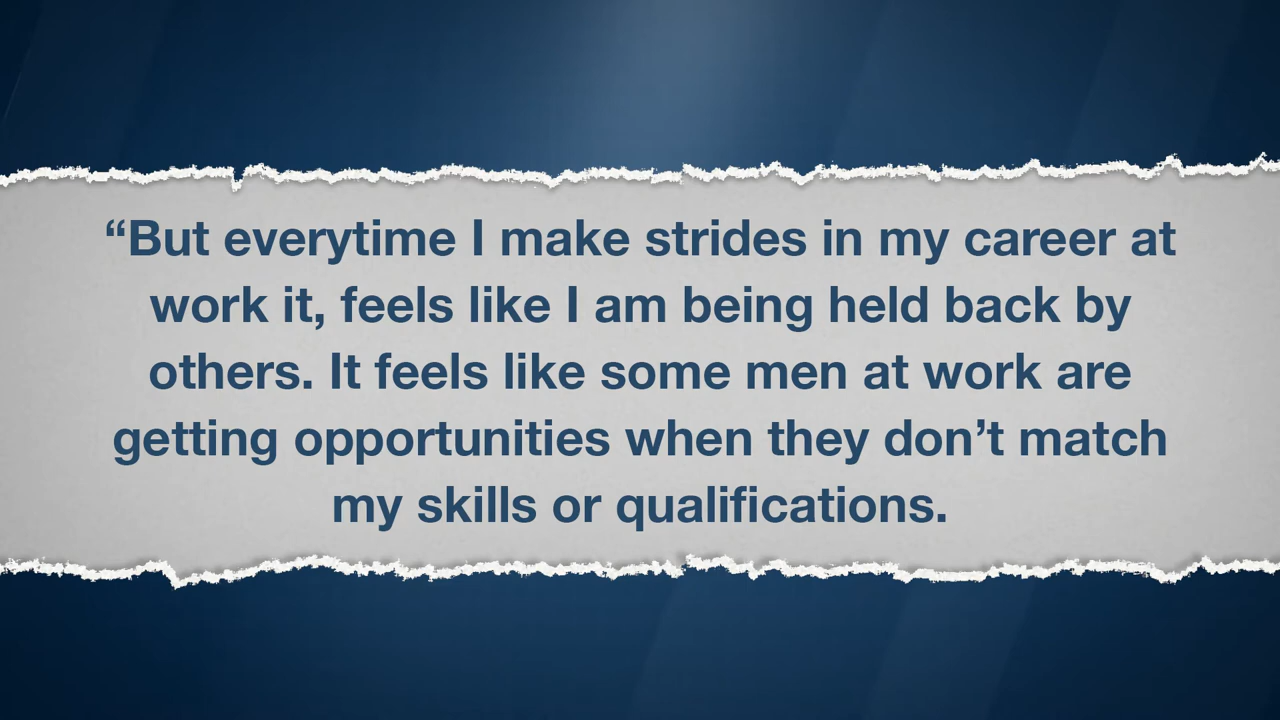 “But everytime I make strides in my career at
work it, feels like I am being held back by
others. It feels like some men at work are
getting opportunities when they don’t match
my skills or qualifications.